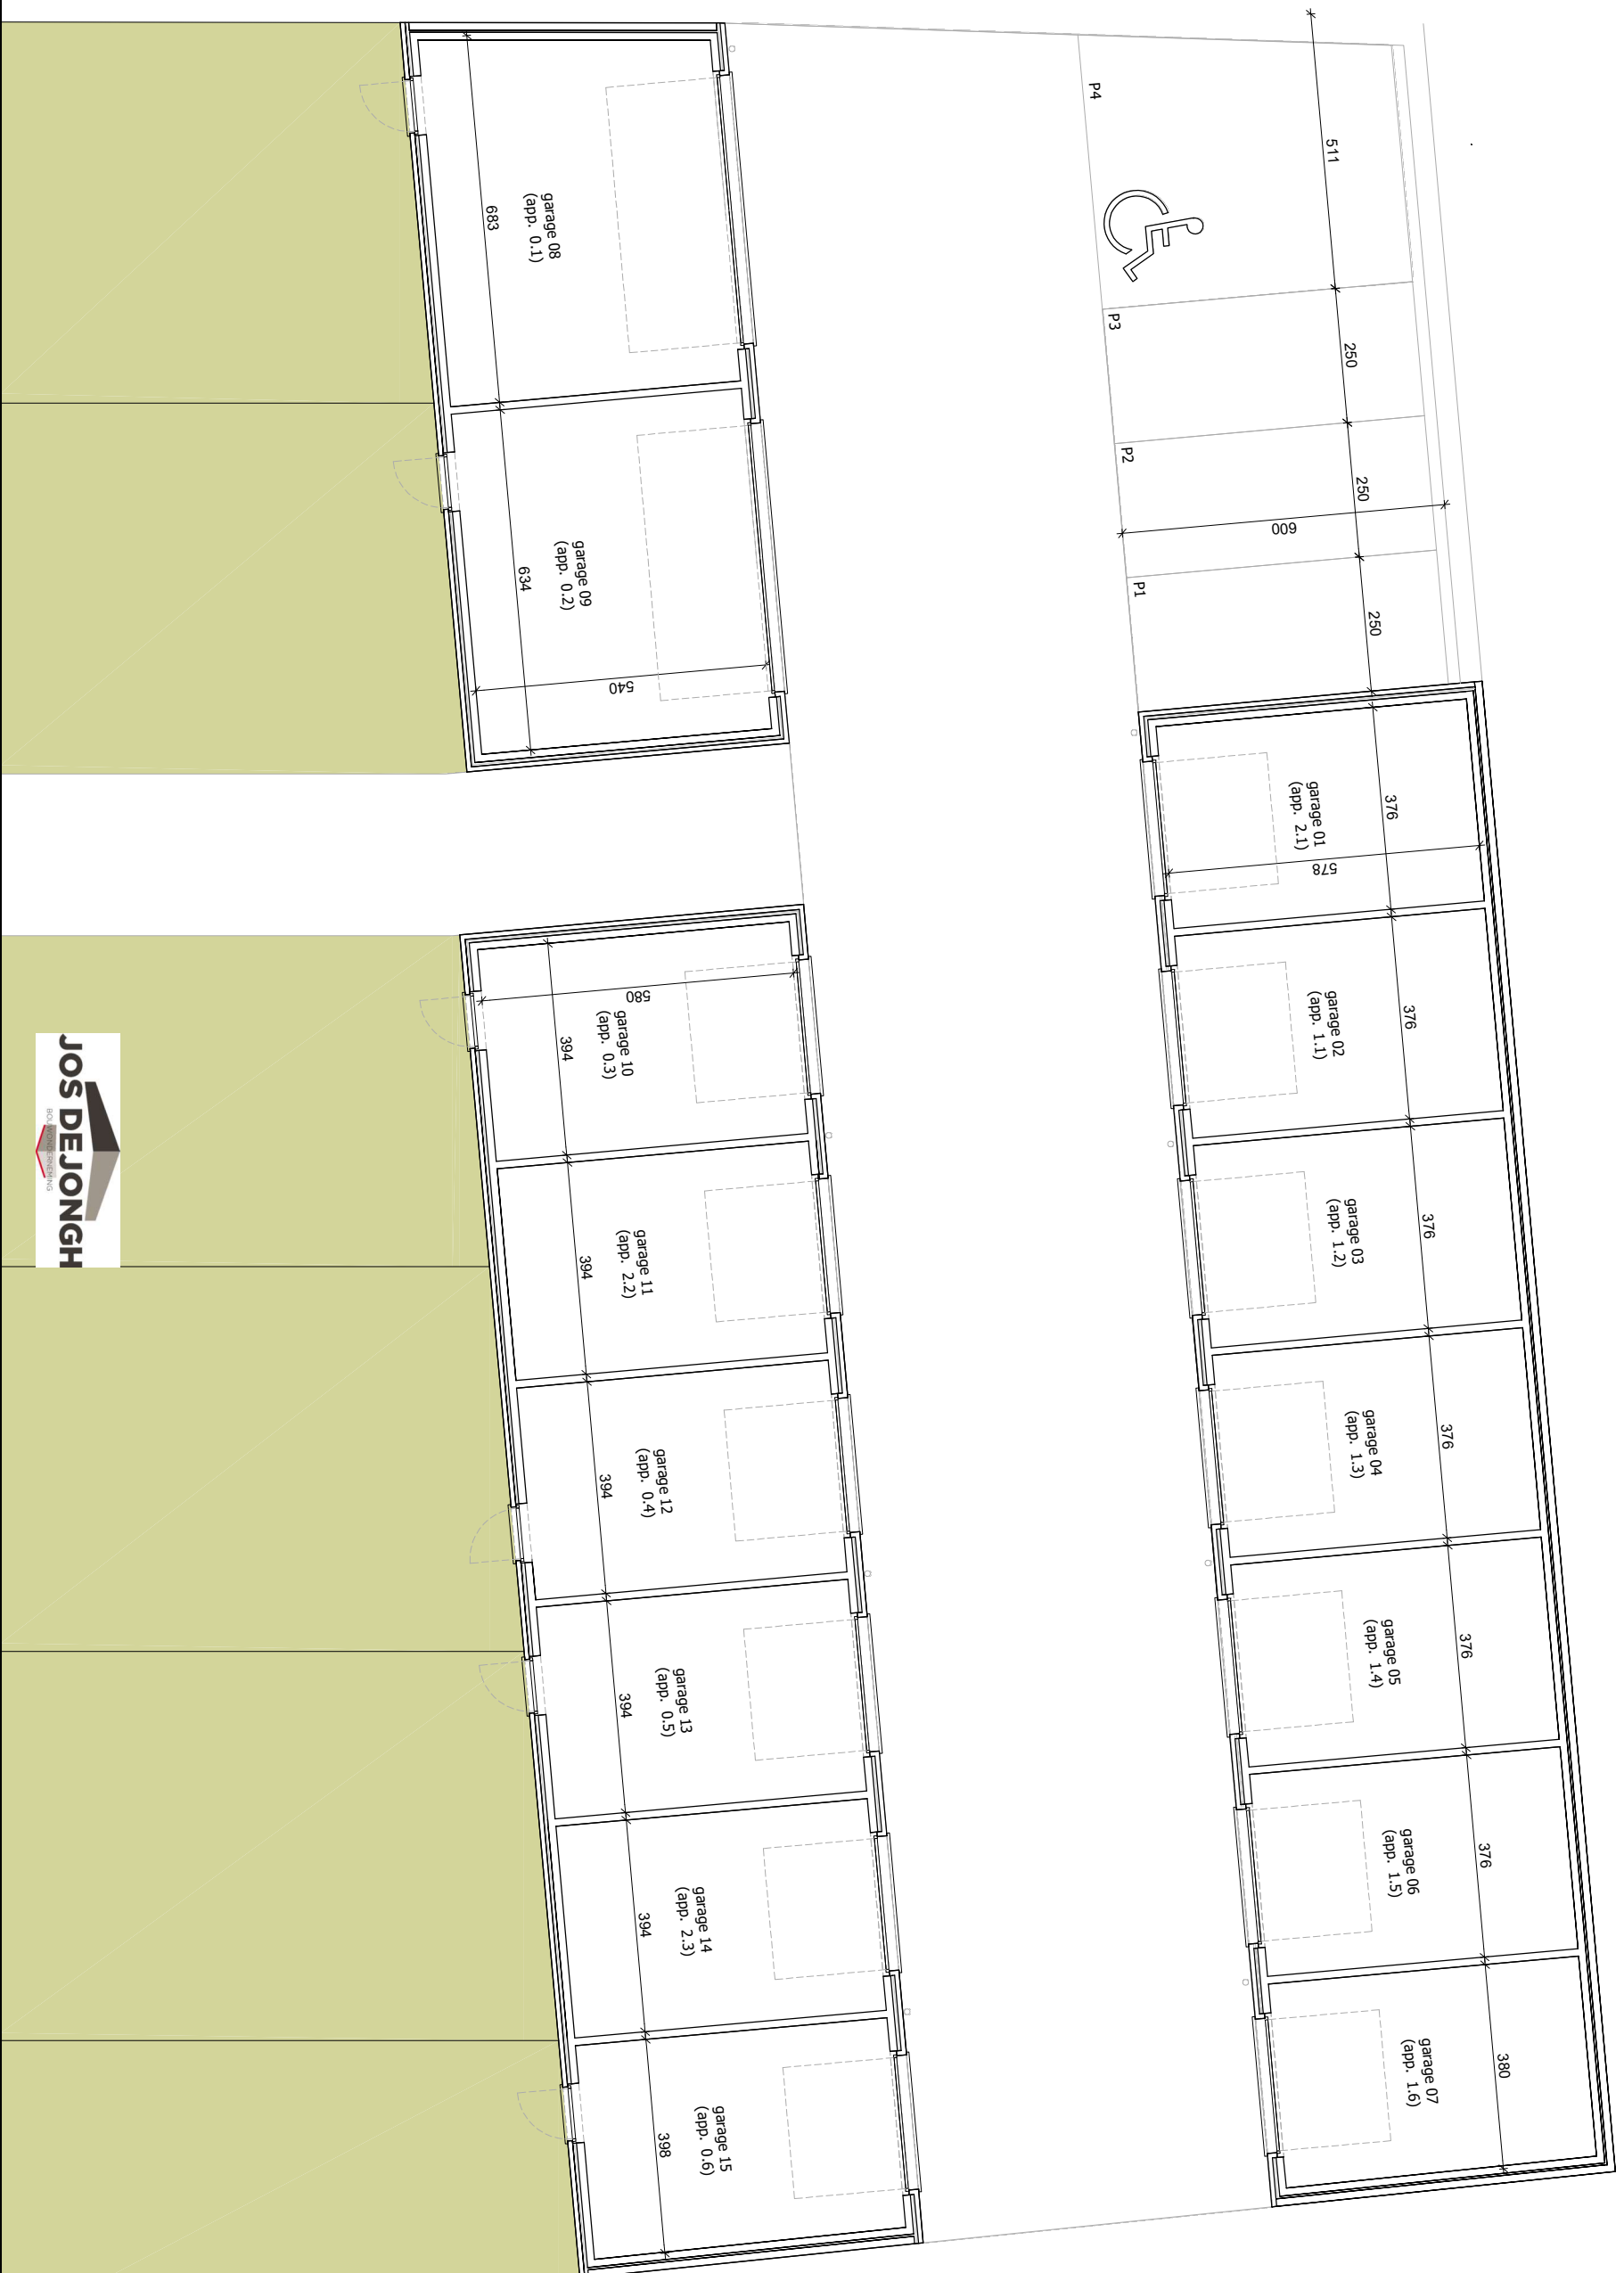 P4
511
P3
250
P2
250
600
P1
250
garage 08
(app. 0.1)
683
garage 09
(app. 0.2)
634
540
garage 01
(app. 2.1)
376
578
garage 02
(app. 1.1)
376
garage 03
(app. 1.2)
376
garage 04
(app. 1.3)
376
garage 05
(app. 1.4)
376
garage 06
(app. 1.5)
376
garage 07
(app. 1.6)
380
580
garage 10
(app. 0.3)
394
garage 11
(app. 2.2)
394
garage 12
(app. 0.4)
394
garage 13
(app. 0.5)
394
garage 14
(app. 2.3)
394
garage 15
(app. 0.6)
398
JOS DEJONGH
BOUWONDERNEMING